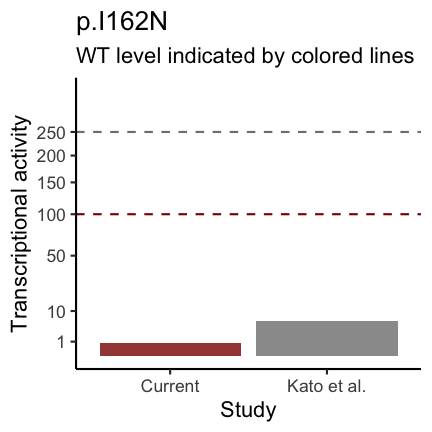 p.I162N
WT level indicated by colored lines
Transcriptional activity
250
200
150
100
50
10
1
Current
Kato et al.
Study